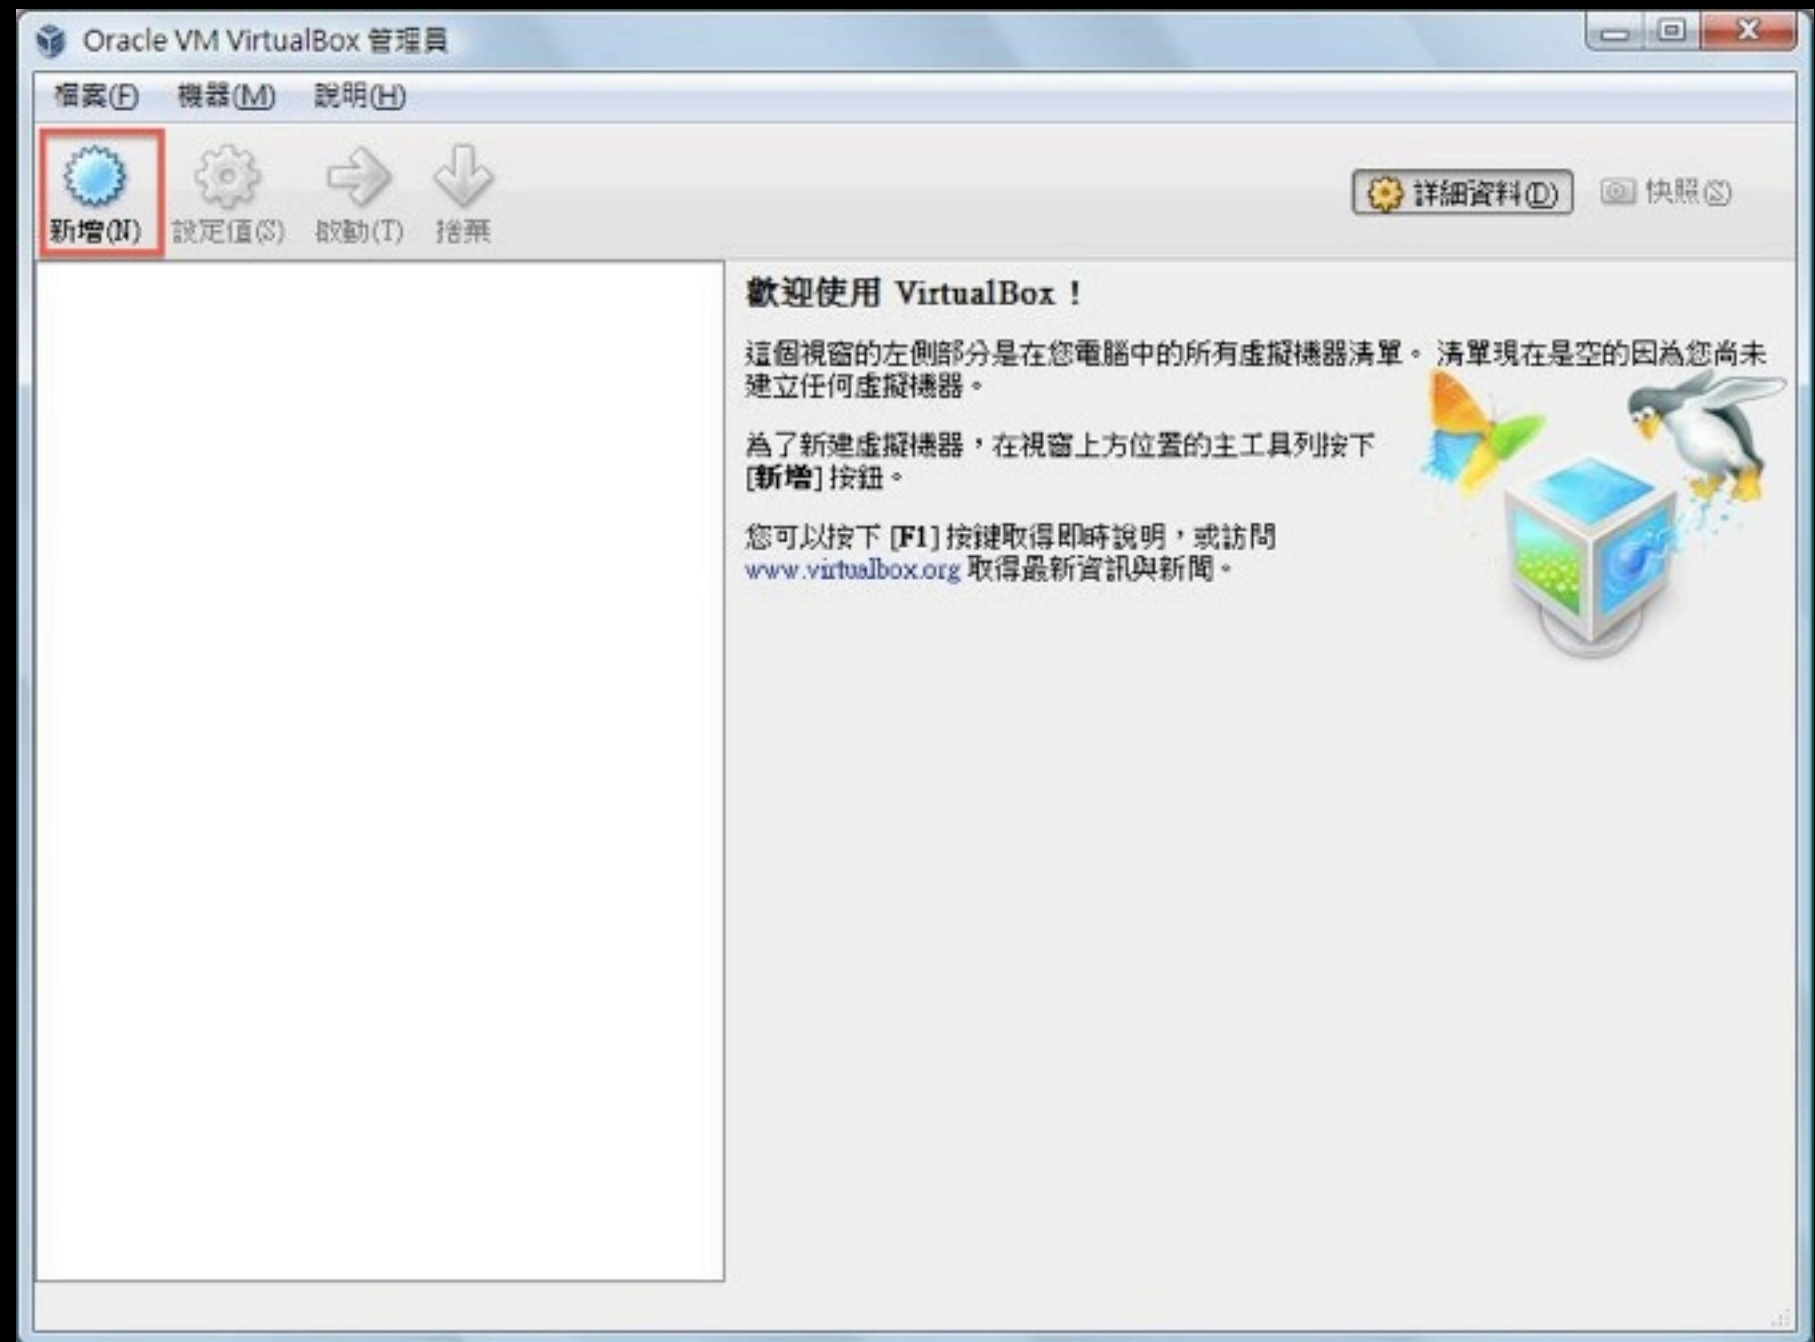 Oracle VM VirtualBox 管理員
檔案(F) 機器(M) 說明(H)
新增(N) 設定值(S) 啟動(T) 捨棄
詳細資料(D) 快照(S)
歡迎使用 VirtualBox！
這個視窗的左側部分是在您電腦中的所有虛擬機器清單。 清單現在是空的因為您尚未
建立任何虛擬機器。
為了新建虛擬機器，在視窗上方位置的主工具列按下
[新增] 按鈕。
您可以按下 [F1] 按鍵取得即時說明，或訪問
www.virtualbox.org 取得最新資訊與新聞。